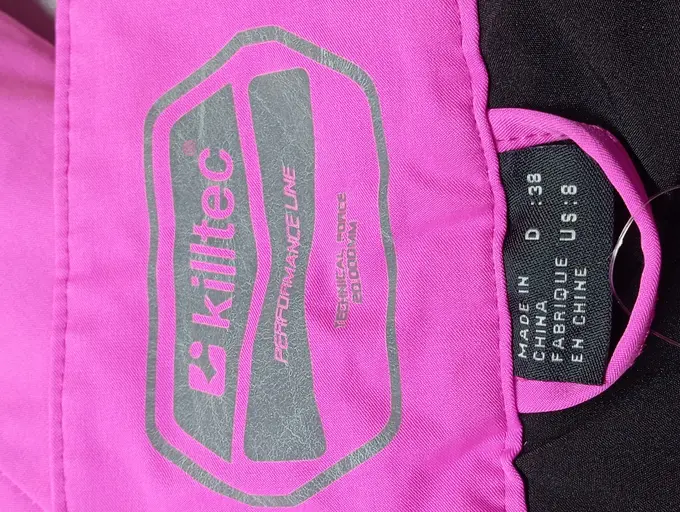 killtec®
PERFORMANCE LINE
TECHNICAL FORCE
20.000MM
MADE IN D :38
CHINA
FABRIQUE US:8
EN CHINE